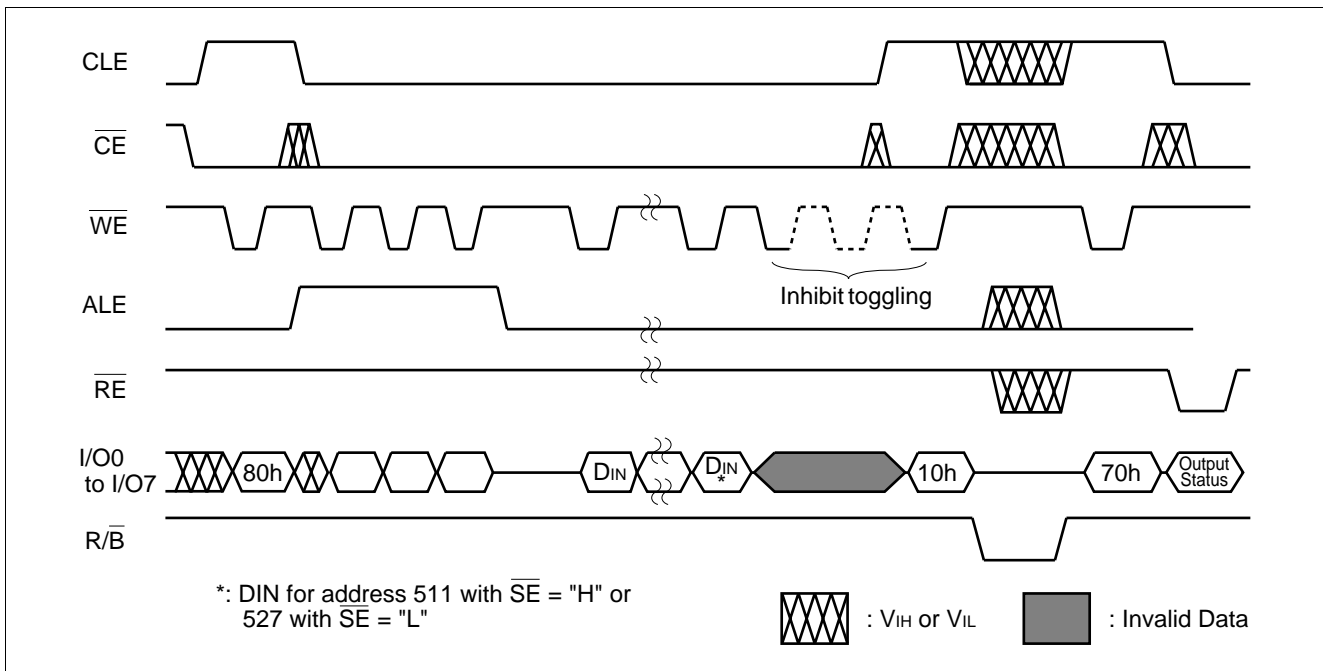 CLE
CE
WE
Inhibit toggling
ALE
RE
I/O0
to I/O7
80h
DIN
DIN
*
10h
70h
Output
Status
R/B
*: DIN for address 511 with SE = "H" or
527 with SE = "L"
: VIH or VIL
: Invalid Data